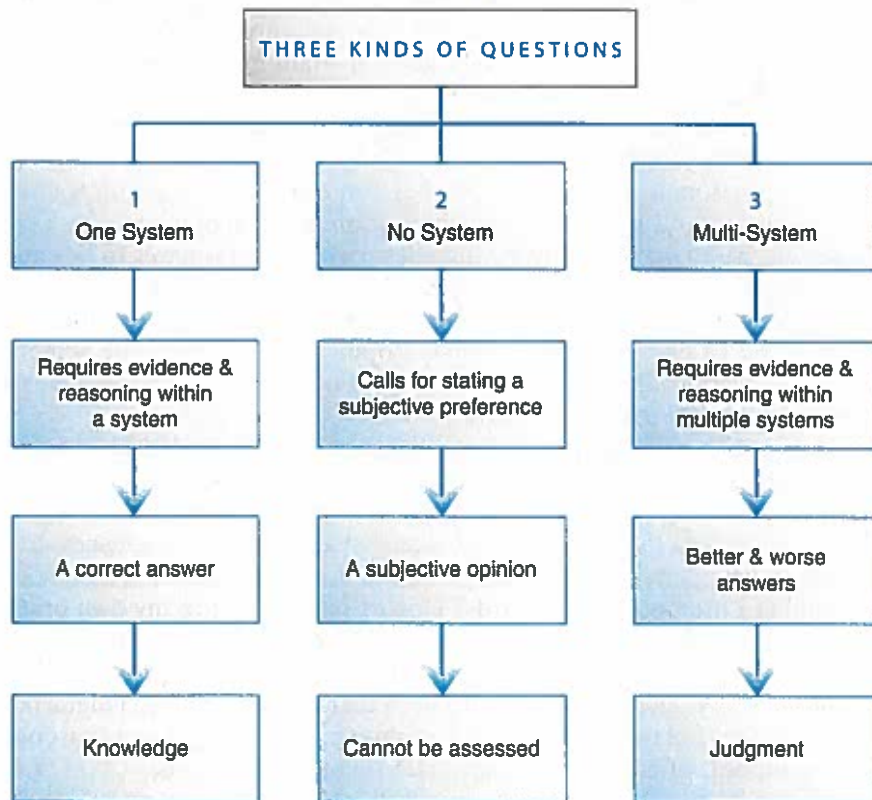 THREE KINDS OF QUESTIONS
1
One System
Requires evidence &
reasoning within
a system
A correct answer
Knowledge
2
No System
Calls for stating a
subjective preference
A subjective opinion
Cannot be assessed
3
Multi-System
Requires evidence &
reasoning within
multiple systems
Better & worse
answers
Judgment